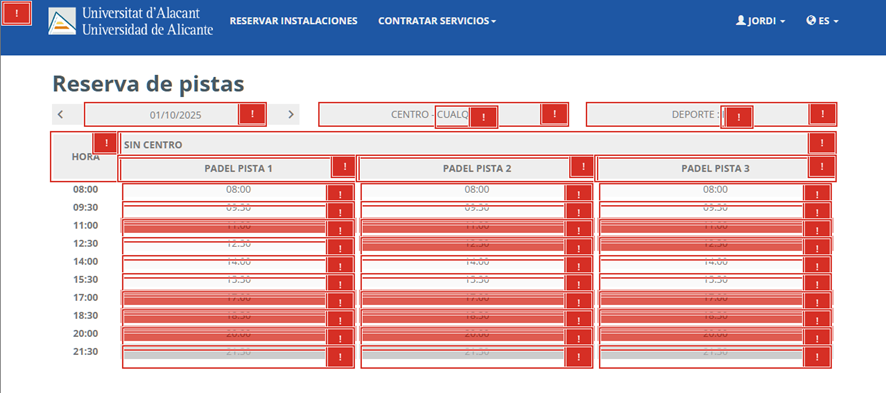 Universitat d'Alacant
Universidad de Alicante
RESERVAR INSTALACIONES CONTRATAR SERVICIOS JORDI ES
Reserva de pistas
01/10/2025 CENTRO - CUALQ DEPORTE :
HORA SIN CENTRO
PADEL PISTA 1 PADEL PISTA 2 PADEL PISTA 3
08:00 08:00 08:00 08:00
09:30 09:30 09:30 09:30
11:00 11:00 11:00 11:00
12:30 12:30 12:30 12:30
14:00 14:00 14:00 14:00
15:30 15:30 15:30 15:30
17:00 17:00 17:00 17:00
18:30 18:30 18:30 18:30
20:00 20:00 20:00 20:00
21:30 21:30 21:30 21:30